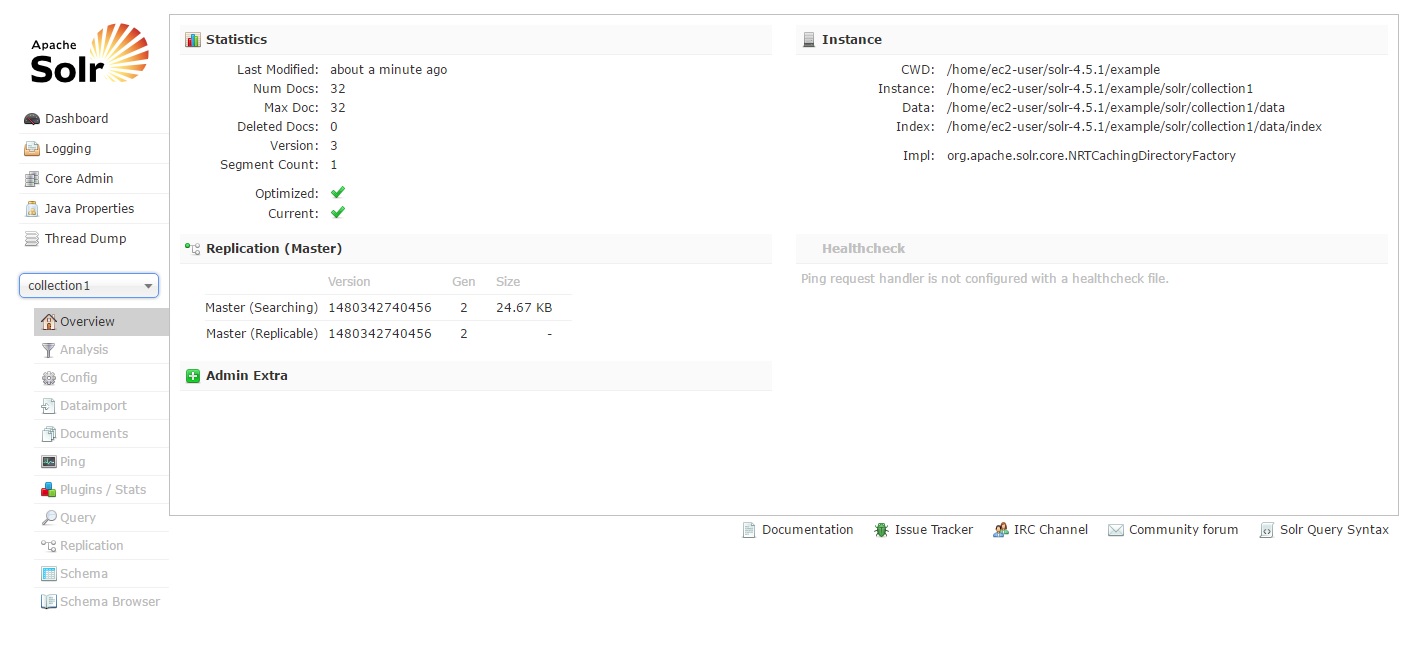 Apache
Solr
Dashboard
Logging
Core Admin
Java Properties
Thread Dump
collection1
Overview
Analysis
Config
Dataimport
Documents
Ping
Plugins / Stats
Query
Replication
Schema
Schema Browser
Statistics
Last Modified: about a minute ago
Num Docs: 32
Max Doc: 32
Deleted Docs: 0
Version: 3
Segment Count: 1
Optimized:
Current:
Instance
CWD: /home/ec2-user/solr-4.5.1/example
Instance: /home/ec2-user/solr-4.5.1/example/solr/collection1
Data: /home/ec2-user/solr-4.5.1/example/solr/collection1/data
Index: /home/ec2-user/solr-4.5.1/example/solr/collection1/data/index
Impl: org.apache.solr.core.NRTCachingDirectoryFactory
Replication (Master)
Version Gen Size
Master (Searching) 1480342740456 2 24.67 KB
Master (Replicable) 1480342740456 2 -
Healthcheck
Ping request handler is not configured with a healthcheck file.
Admin Extra
Documentation Issue Tracker IRC Channel Community forum Solr Query Syntax